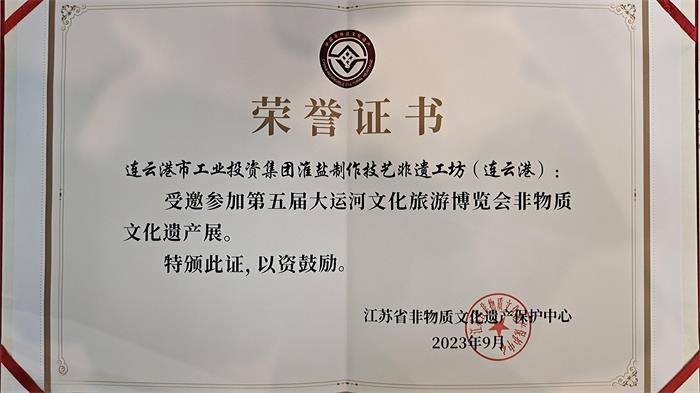 荣誉证书
连云港市工业投资集团淮盐制作技艺非遗工坊（连云港）：
受邀参加第五届大运河文化旅游博览会非物质
文化遗产展。
特颁此证，以资鼓励。
江苏省非物质文化遗产保护中心
2023年9月